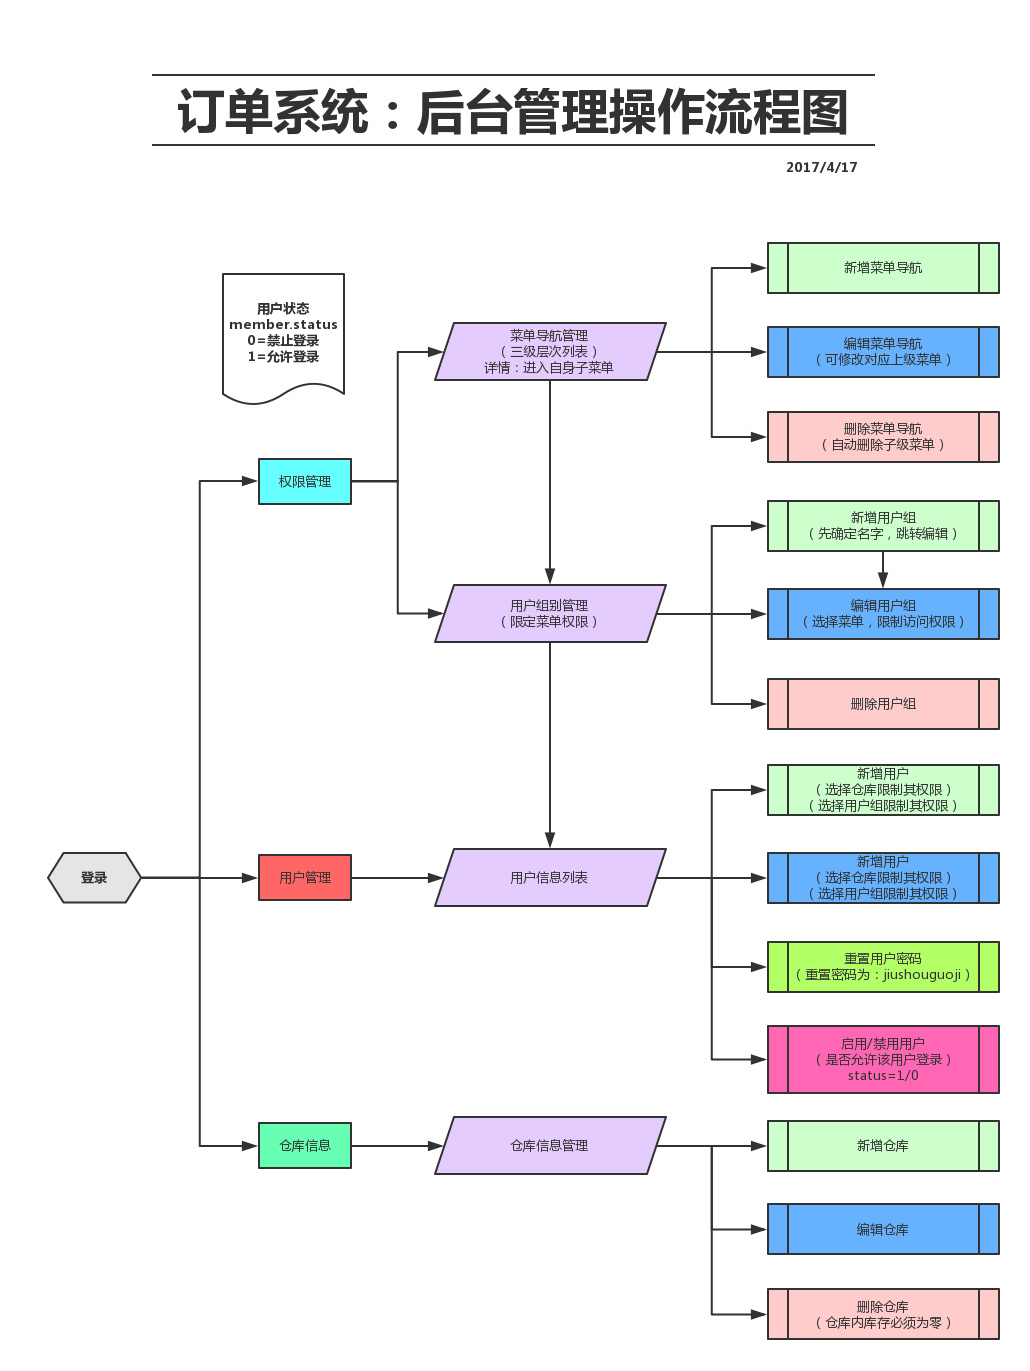 订单系统：后台管理操作流程图
2017/4/17
用户状态
member.status
0=禁止登录
1=允许登录
菜单导航管理
（三级层次列表）
详情：进入自身子菜单
新增菜单导航
编辑菜单导航
（可修改对应上级菜单）
删除菜单导航
（自动删除子级菜单）
权限管理
新增用户组
（先确定名字，跳转编辑）
用户组别管理
（限定菜单权限）
编辑用户组
（选择菜单，限制访问权限）
删除用户组
新增用户
（选择仓库限制其权限）
（选择用户组限制其权限）
登录
用户管理
用户信息列表
新增用户
（选择仓库限制其权限）
（选择用户组限制其权限）
重置用户密码
（重置密码为：jiushouguoji）
启用/禁用用户
（是否允许该用户登录）
status=1/0
仓库信息
仓库信息管理
新增仓库
编辑仓库
删除仓库
（仓库内库存必须为零）